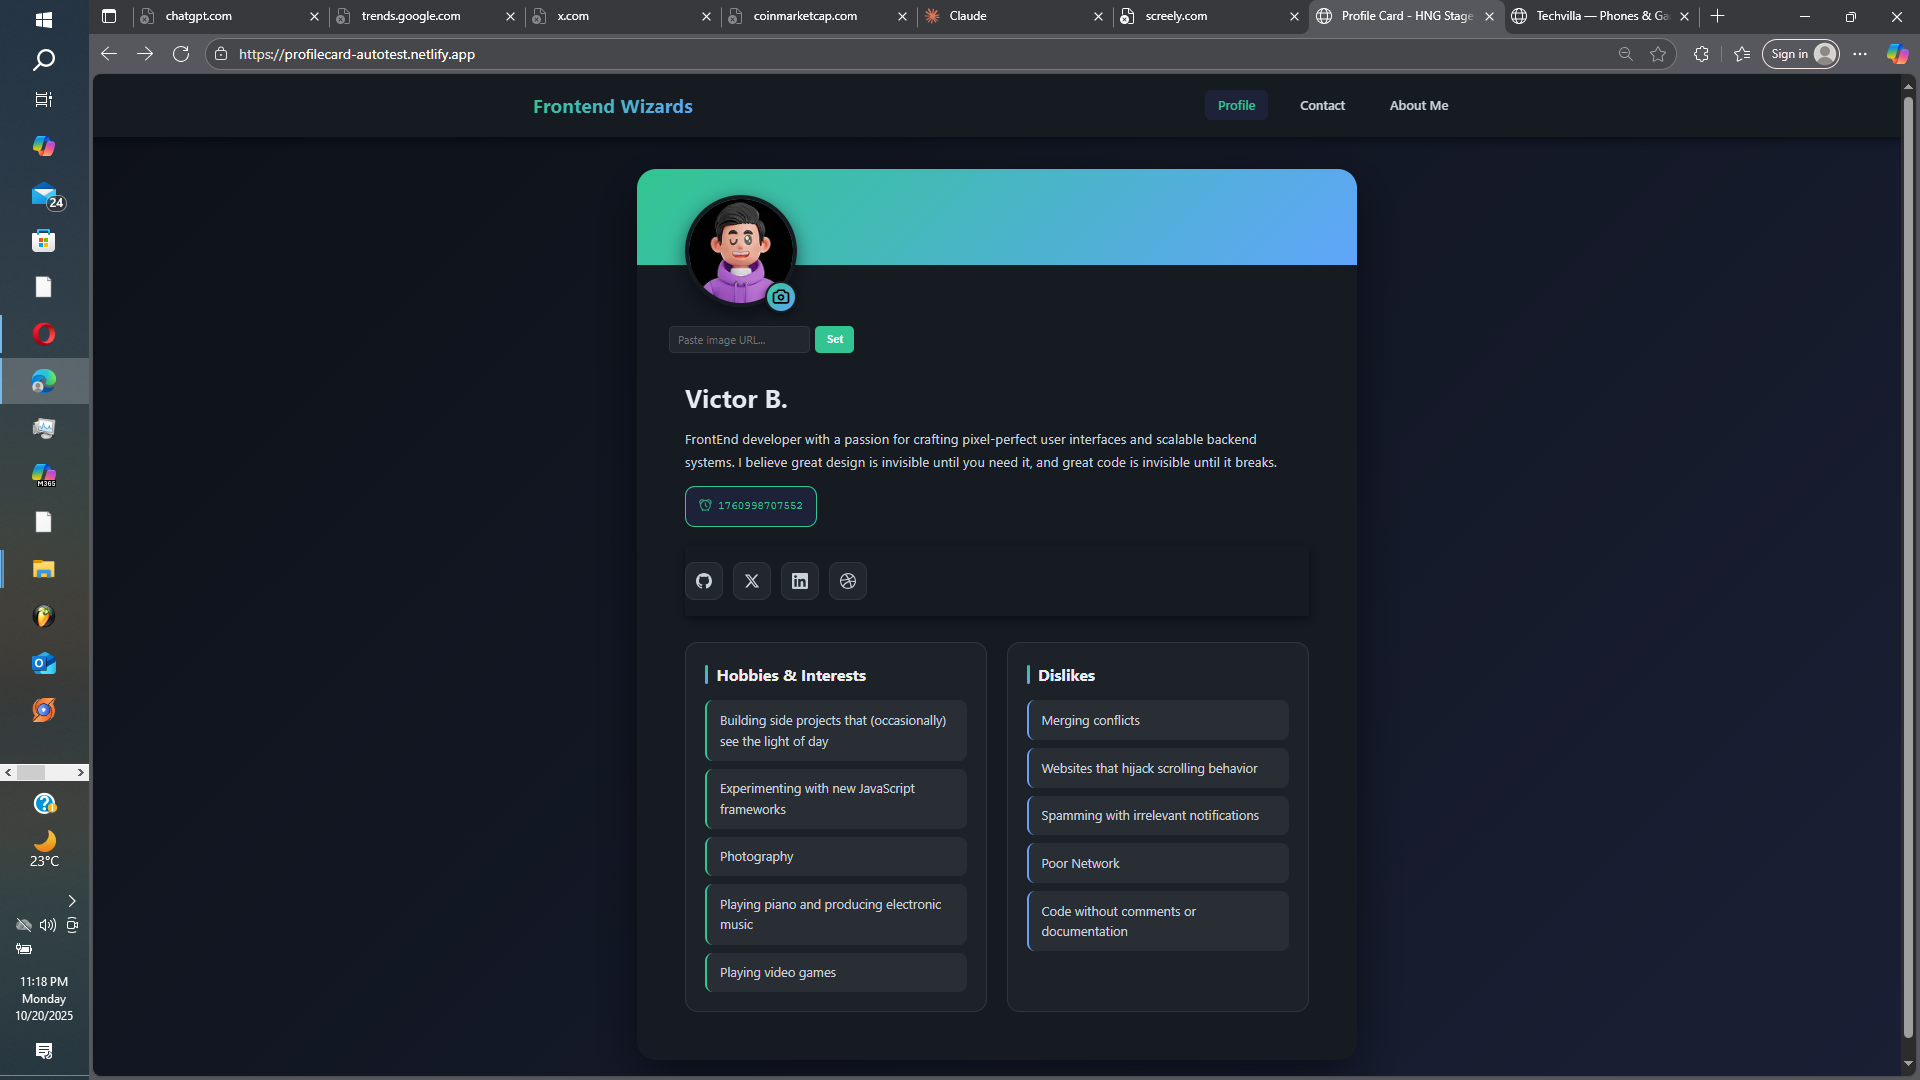 chatgpt.com
trends.google.com
x.com
coinmarketcap.com
Claude
screely.com
Profile Card - HNG Stage
Techvilla — Phones & Ga
https://profilecard-autotest.netlify.app
Sign in
24
M365
23°C
11:18 PM
Monday
10/20/2025
Frontend Wizards
Profile
Contact
About Me
Paste image URL...
Set
Victor B.
FrontEnd developer with a passion for crafting pixel-perfect user interfaces and scalable backend
systems. I believe great design is invisible until you need it, and great code is invisible until it breaks.
1760998707552
Hobbies & Interests
Building side projects that (occasionally)
see the light of day
Experimenting with new JavaScript
frameworks
Photography
Playing piano and producing electronic
music
Playing video games
Dislikes
Merging conflicts
Websites that hijack scrolling behavior
Spamming with irrelevant notifications
Poor Network
Code without comments or
documentation